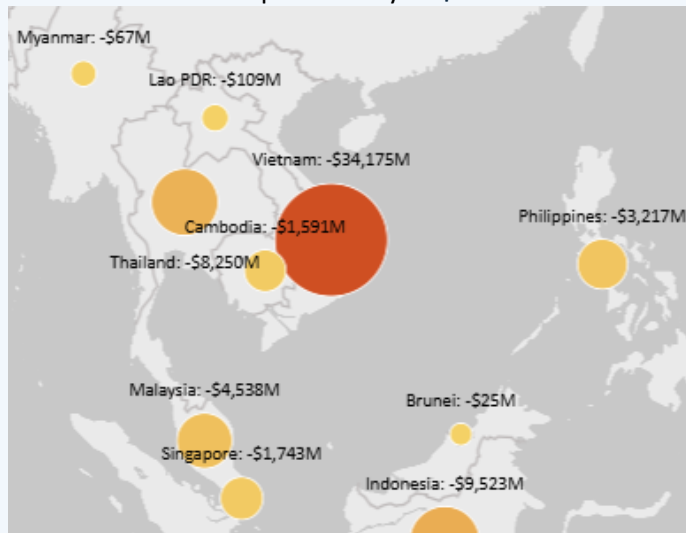 Myanmar: -$67M
Lao PDR: -$109M
Vietnam: -$34,175M
Philippines: -$3,217M
Cambodia: -$1,591M
Thailand: -$8,250M
Malaysia: -$4,538M
Brunei: -$25M
Singapore: -$1,743M
Indonesia: -$9,523M